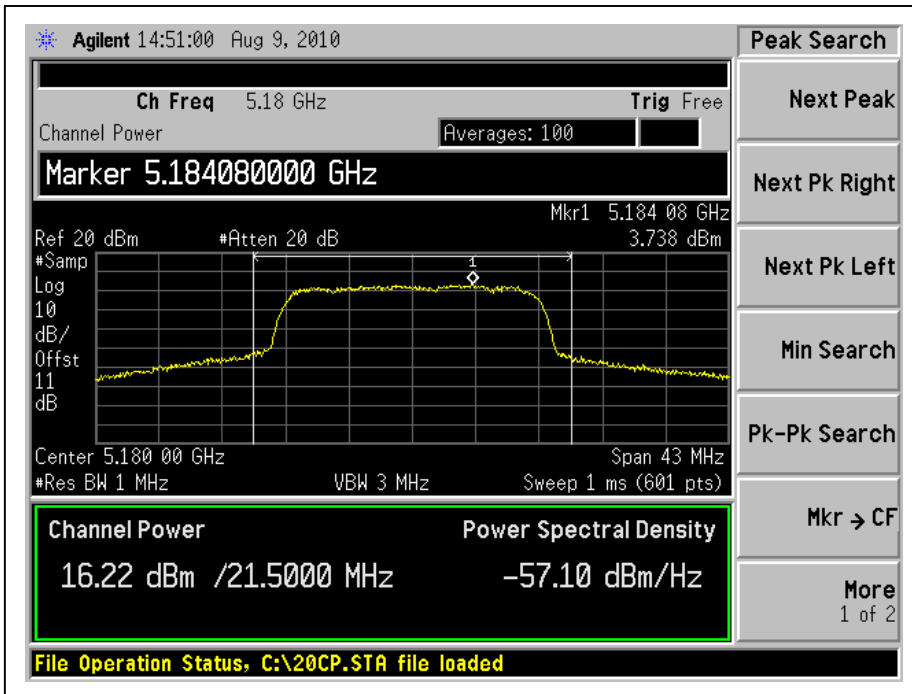 Agilent 14:51:00 Aug 9, 2010
Peak Search
Ch Freq 5.18 GHz Trig Free
Channel Power Averages: 100
Marker 5.184080000 GHz
Mkr1 5.184 08 GHz
Ref 20 dBm #Atten 20 dB 3.738 dBm
#Samp
Log
10
dB/
Offst
11
dB
1
Center 5.180 00 GHz Span 43 MHz
#Res BW 1 MHz VBW 3 MHz Sweep 1 ms (601 pts)
Channel Power Power Spectral Density
16.22 dBm /21.5000 MHz -57.10 dBm/Hz
File Operation Status, C:\20CP.STA file loaded
Next Peak
Next Pk Right
Next Pk Left
Min Search
Pk-Pk Search
Mkr → CF
More
1 of 2